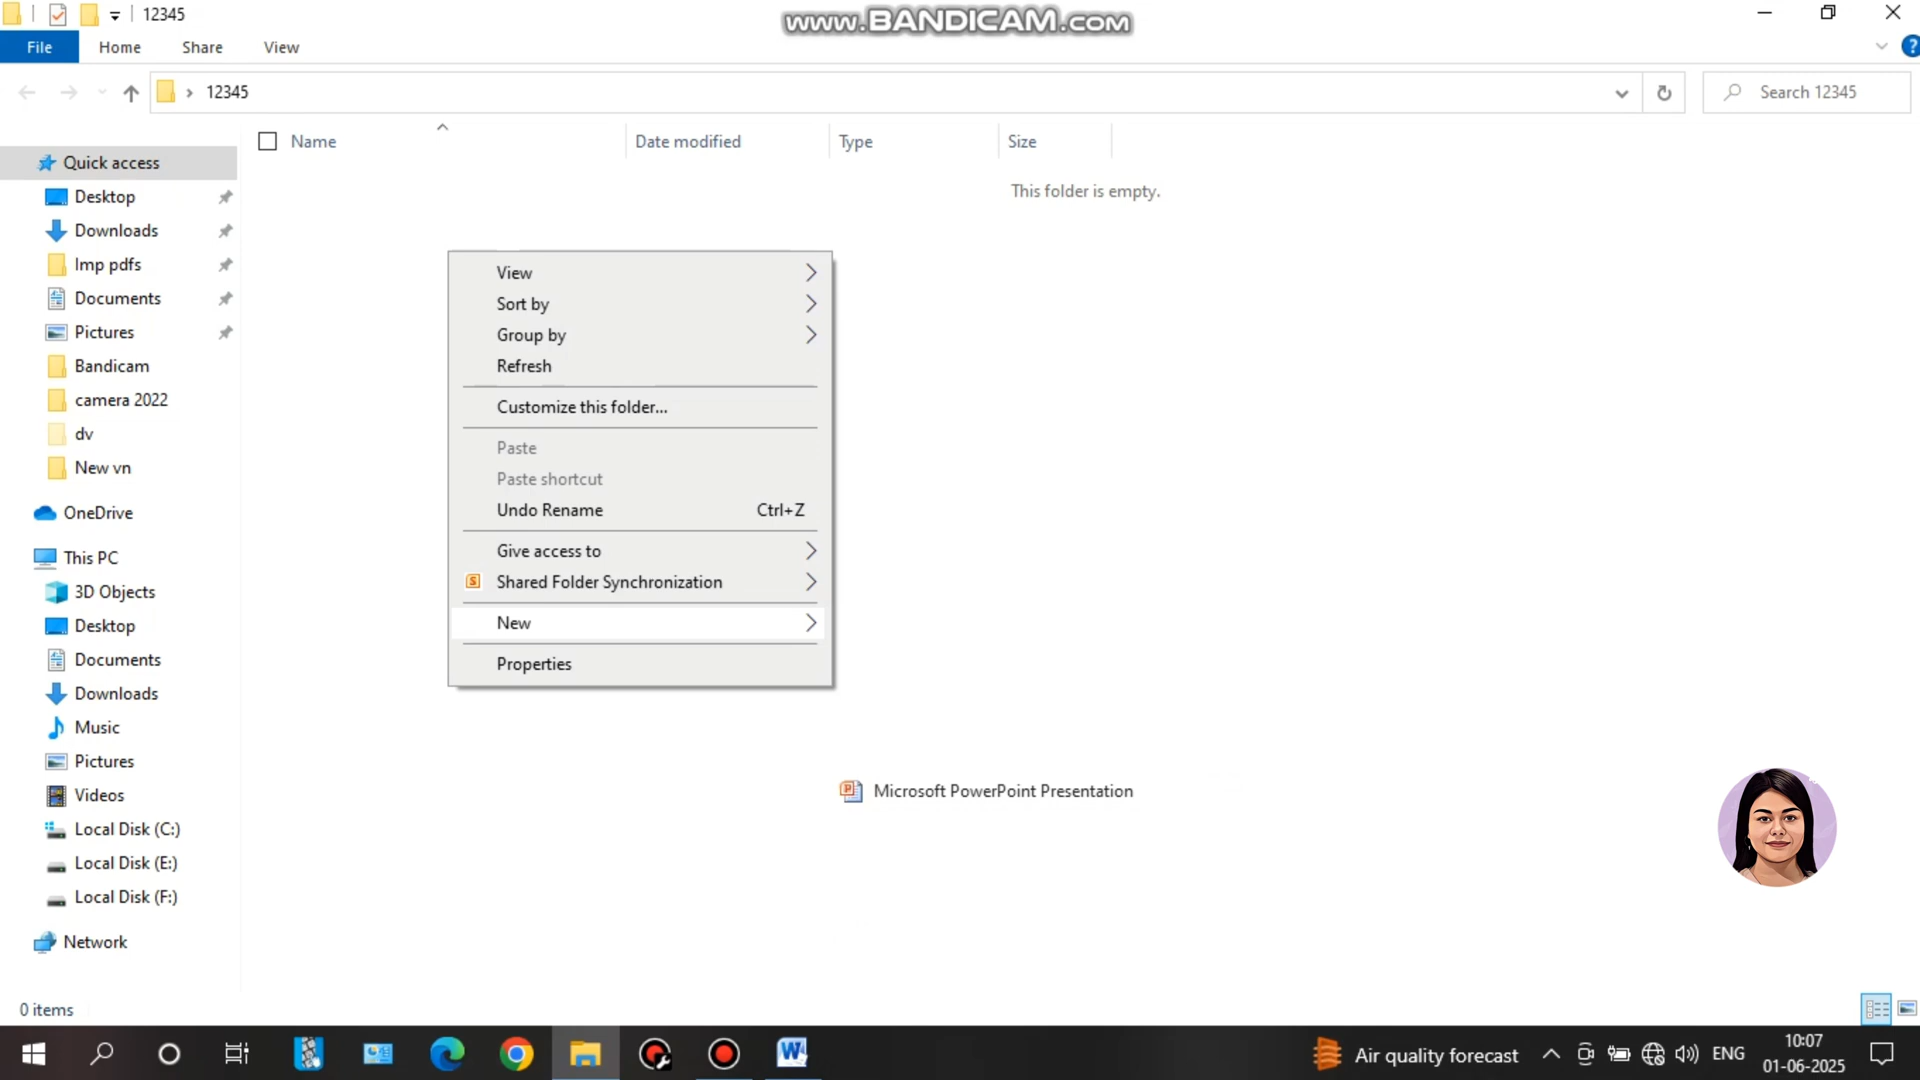 12345
www.BANDICAM.com
File Home Share View
12345
Search 12345
Name Date modified Type Size
This folder is empty.
Quick access
Desktop
Downloads
Imp pdfs
Documents
Pictures
Bandicam
camera 2022
dv
New vn
OneDrive
This PC
3D Objects
Desktop
Documents
Downloads
Music
Pictures
Videos
Local Disk (C:)
Local Disk (E:)
Local Disk (F:)
Network
View
Sort by
Group by
Refresh
Customize this folder...
Paste
Paste shortcut
Undo Rename Ctrl+Z
Give access to
Shared Folder Synchronization
New
Properties
Microsoft PowerPoint Presentation
0 items
Air quality forecast
ENG
10:07
01-06-2025